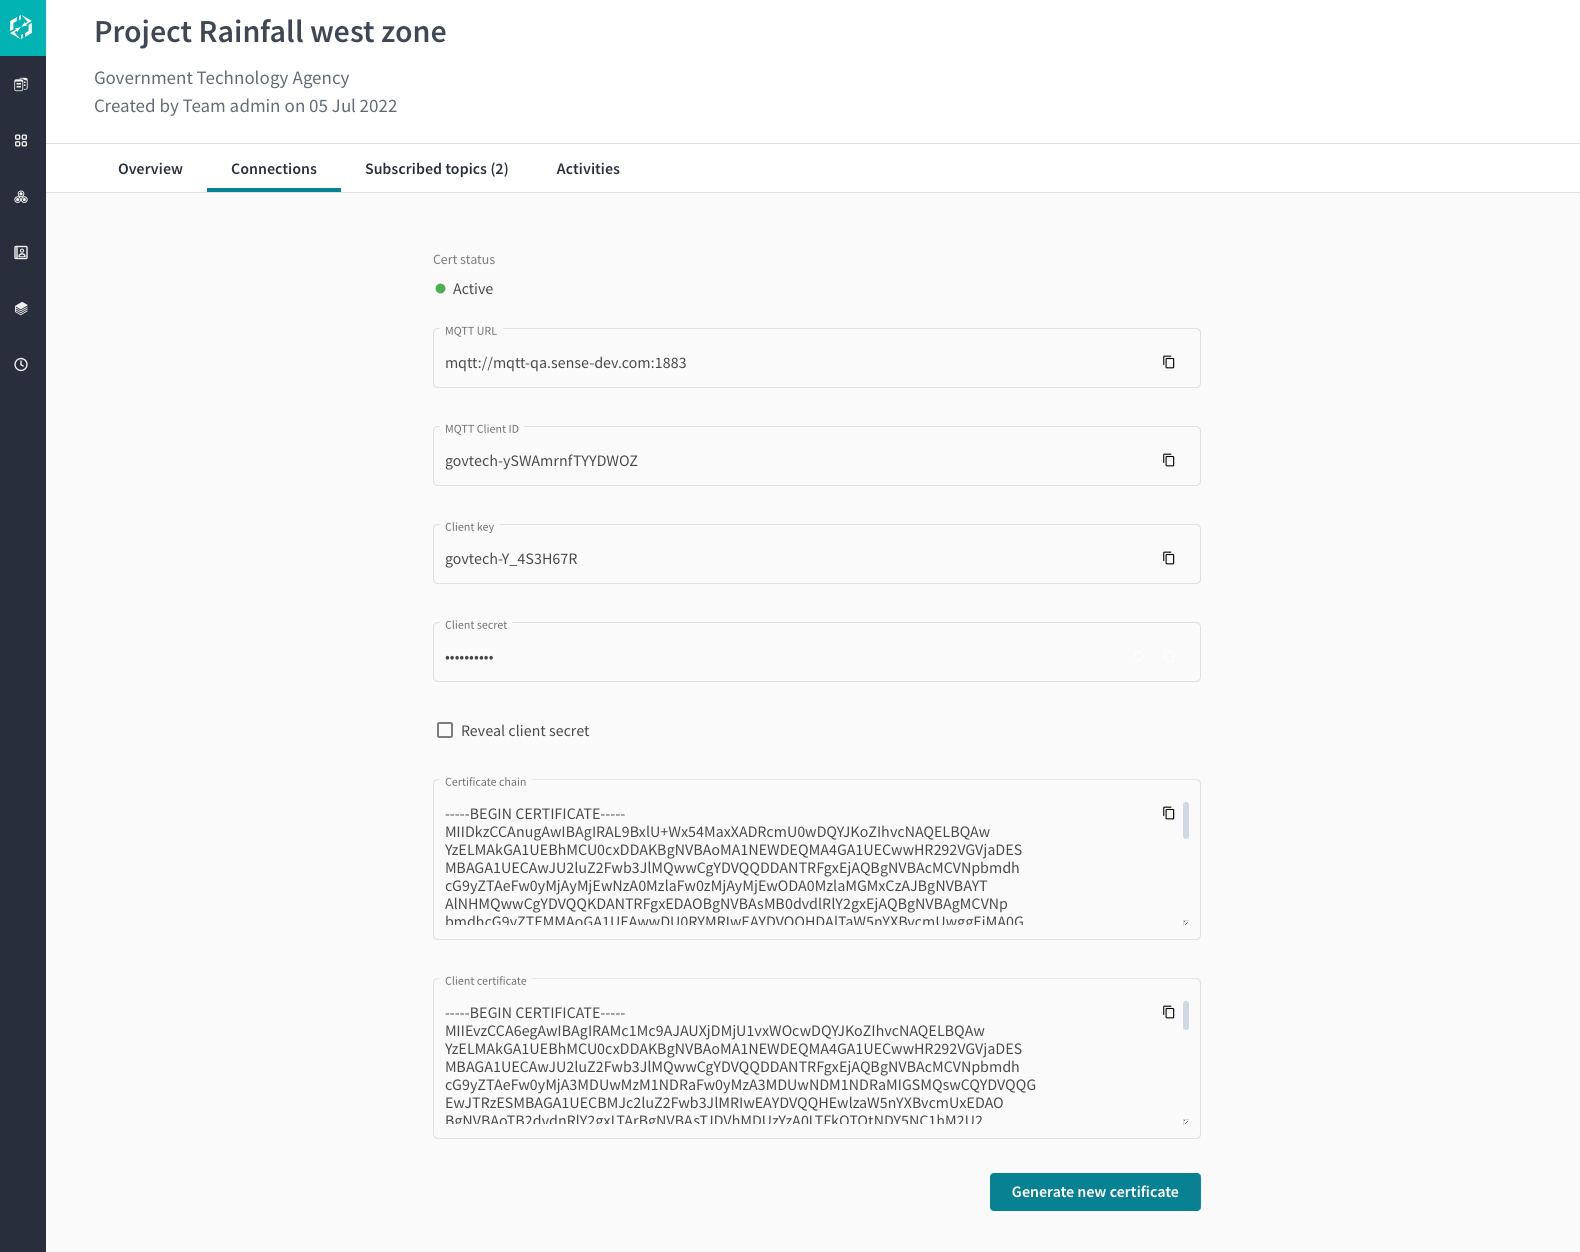 Project Rainfall west zone
Government Technology Agency
Created by Team admin on 05 Jul 2022
Overview
Connections
Subscribed topics (2)
Activities
Cert status
Active
MQTT URL
mqtt://mqtt-qa.sense-dev.com:1883
MQTT Client ID
govtech-ySWAmrnfTYYDWOZ
Client key
govtech-Y_4S3H67R
Client secret
••••••••••
Reveal client secret
Certificate chain
-----BEGIN CERTIFICATE-----
MIIDkzCCAnugAwIBAgIRAL9BxlU+Wx54MaxXADRcmU0wDQYJKoZIhvcNAQELBQAw
YzELMAkGA1UEBhMCU0cxDDAKBgNVBAoMA1NEWDEQMA4GA1UECwwHR292VGVjaDES
MBAGA1UECAwJU2luZ2Fwb3JlMQwwCgYDVQQDDANTRFgxEjAQBgNVBAcMCVNpbmdh
cG9yZTAeFw0yMjAyMjEwNzA0MzlaFw0zMjAyMjEwODA0MzlaMGMxCzAJBgNVBAYT
AlNHMQwwCgYDVQQKDANTRFgxEDAOBgNVBAsMB0dvdlRlY2gxEjAQBgNVBAgMCVNp
bmdhcG9yZTEMMAoGA1UEAwwDU0RYMRIwEAYDVQQHDAlTaW5nYXBvcmUwggEiMA0G
Client certificate
-----BEGIN CERTIFICATE-----
MIIEvzCCA6egAwIBAgIRAMc1Mc9AJAUXjDMjU1vxWOcwDQYJKoZIhvcNAQELBQAw
YzELMAkGA1UEBhMCU0cxDDAKBgNVBAoMA1NEWDEQMA4GA1UECwwHR292VGVjaDES
MBAGA1UECAwJU2luZ2Fwb3JlMQwwCgYDVQQDDANTRFgxEjAQBgNVBAcMCVNpbmdh
cG9yZTAeFw0yMjA3MDUwMzM1NDRaFw0yMzA3MDUwNDM1NDRaMIGSMQswCQYDVQQG
EwJTRzESMBAGA1UECBMJc2luZ2Fwb3JlMRIwEAYDVQQHEwlzaW5nYXBvcmUxEDAO
Generate new certificate